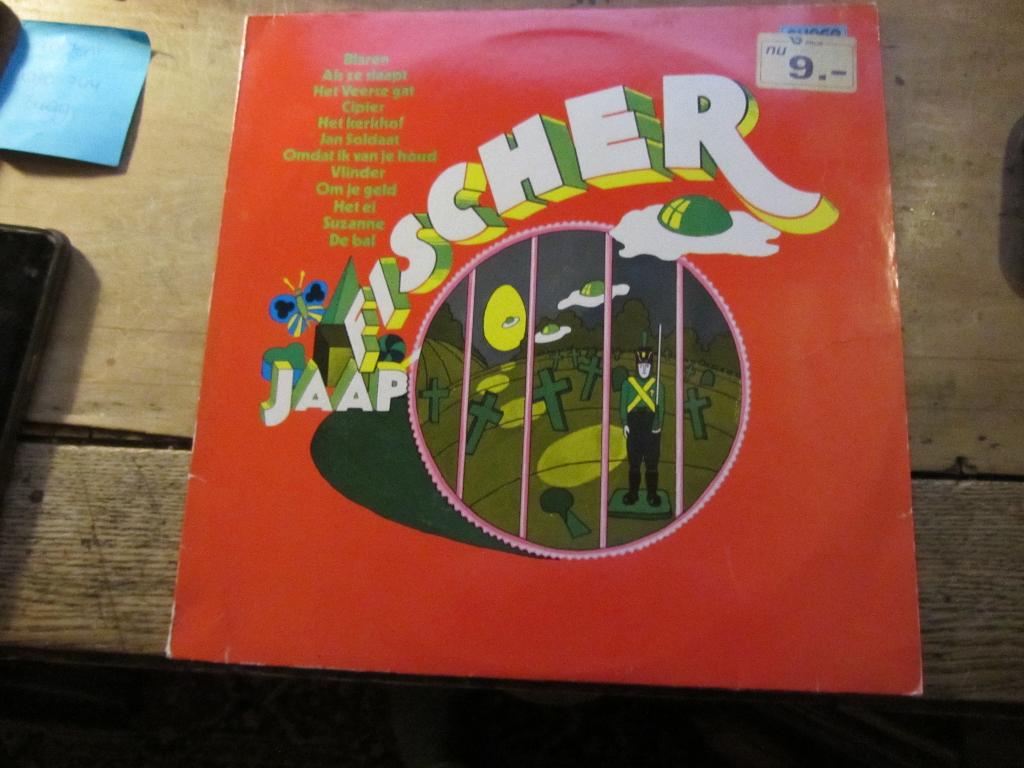 Blaren
Als ze slaapt
Het Veerse gat
Cipier
Het kerkhof
Jan Soldaat
Omdat ik van je houd
Vlinder
Om je geld
Het ei
Suzanne
De bal
JAAP FISCHER
nu 9.-